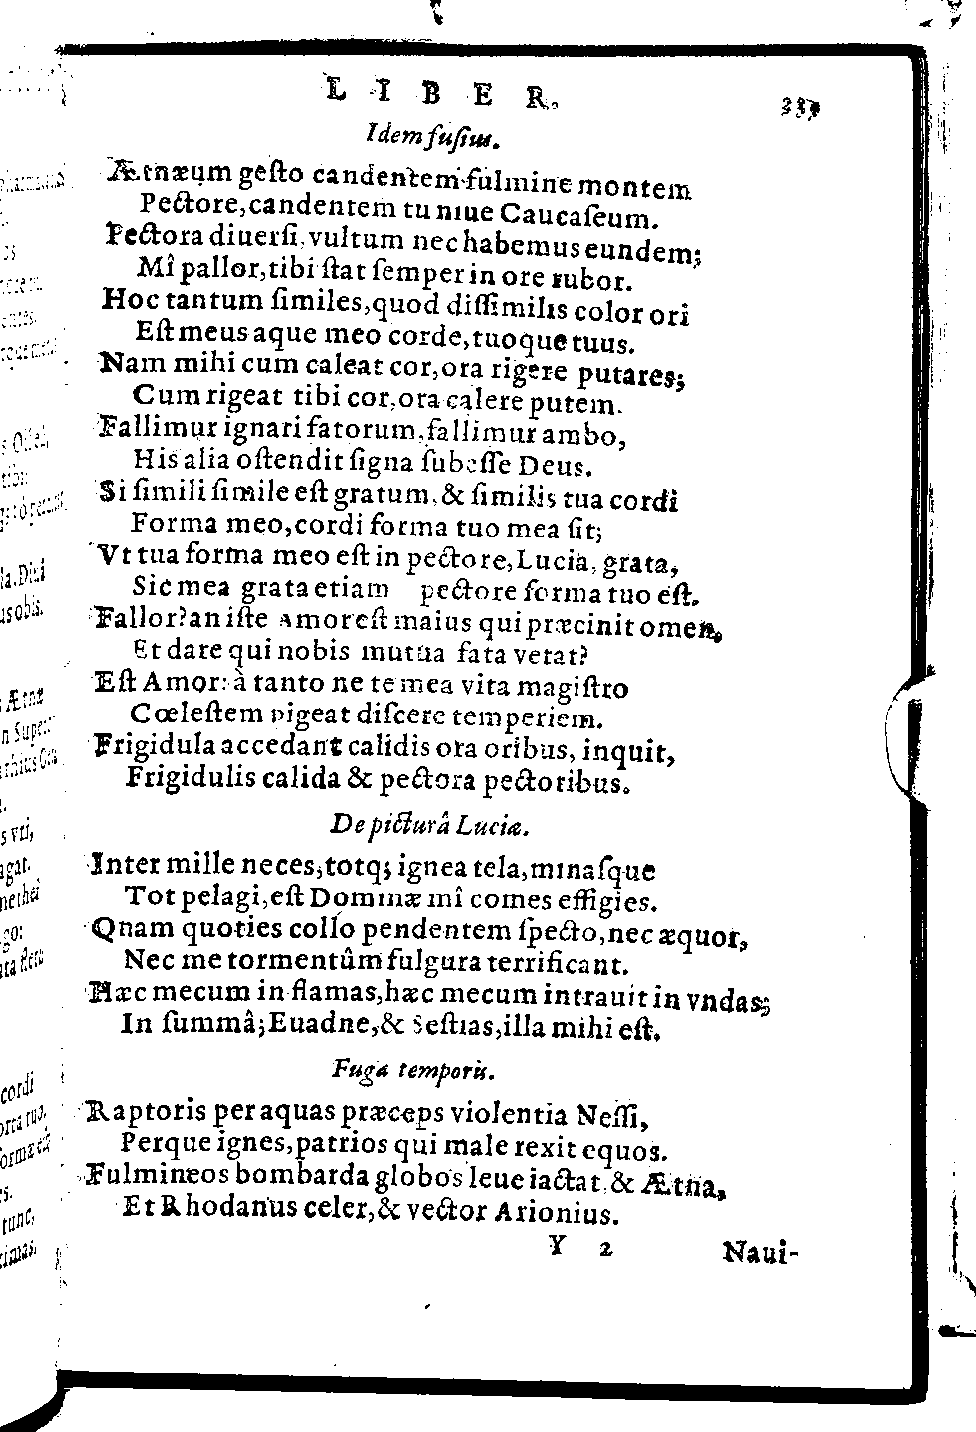 LIBER. 339
Idem fusius.
Ætnæum gesto candentem fulmine montem
Pectore, candentem tu niue Caucaseum.
Pectora diuersi, vultum nec habemus eundem;
Mî pallor, tibi stat semper in ore rubor.
Hoc tantum similes, quod dissimilis color ori
Est meus aque meo corde, tuoque tuus.
Nam mihi cum caleat cor, ora rigere putares;
Cum rigeat tibi cor, ora calere putem.
Fallimur ignari fatorum, fallimur ambo,
His alia ostendit signa subesse Deus.
Si simili simile est gratum, & similis tua cordi
Forma meo, cordi forma tuo mea sit;
Vt tua forma meo est in pectore, Lucia, grata,
Sic mea grata etiam pectore forma tuo est.
Fallor? an iste Amor est maius qui præcinit omen,
Et dare qui nobis mutua fata vetat?
Est Amor: à tanto ne te mea vita magistro
Cœlestem pigeat discere temperiem.
Frigidula accedant calidis ora oribus, inquit,
Frigidulis calida & pectora pectoribus.
De picturâ Luciæ.
Inter mille neces, totq; ignea tela, minasque
Tot pelagi, est Dominæ mî comes effigies.
Qnam quoties collo pendentem specto, nec æquor,
Nec me tormentûm fulgura terrificant.
Hæc mecum in flamas, hæc mecum intrauit in vndas;
In summâ; Euadne, & Sestias, illa mihi est.
Fuga temporis.
Raptoris per aquas præceps violentia Nessi,
Perque ignes, patrios qui male rexit equos.
Fulmineos bombarda globos leue iactat, & Ætna,
Et Rhodanus celer, & vector Arionius.
Y 2 Naui-